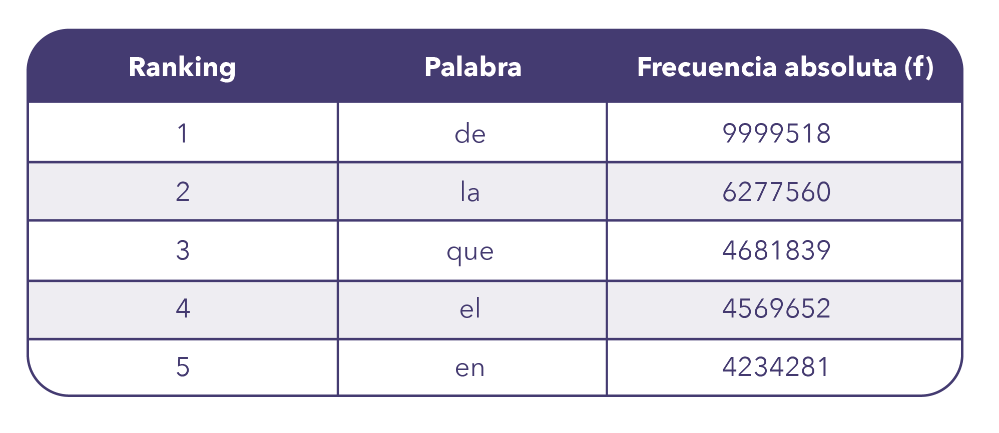 Ranking Palabra Frecuencia absoluta (f)
1 de 9999518
2 la 6277560
3 que 4681839
4 el 4569652
5 en 4234281